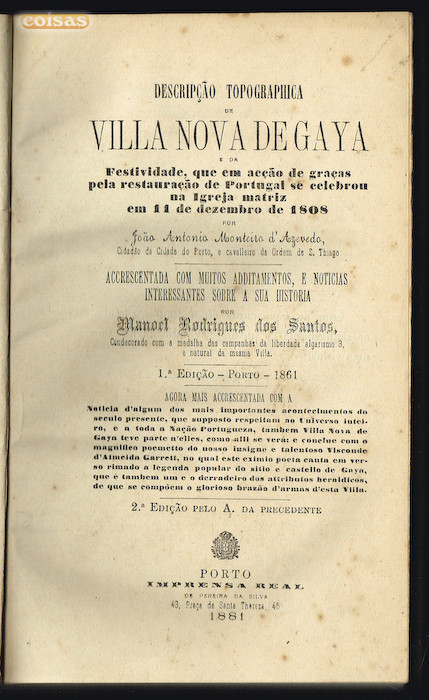 coisas
DESCRIPÇÃO TOPOGRAPHICA
DE
VILLA NOVA DE GAYA
E DA
Festividade, que em acção de graças
pela restauração de Portugal se celebrou
na Igreja matriz
em 11 de dezembro de 1808
POR
João Antonio Monteiro d'Azevedo,
Cidadão da Cidade do Porto, e cavalleiro da Ordem de S. Thiago
ACCRESCENTADA COM MUITOS ADDITAMENTOS, E NOTICIAS
INTERESSANTES SOBRE A SUA HISTORIA
POR
Manoel Rodrigues dos Santos,
Condecorado com a medalha das campanhas da liberdade algarismo 3,
e natural da mesma Villa.
1.ª EDIÇÃO – PORTO – 1861
AGORA MAIS ACCRESCENTADA COM A
Noticia d'algum dos mais importantes acontecimentos do
seculo presente, que supposto respeitam ao Universo intei-
ro, e a toda a Nação Portugueza, tambem Villa Nova de
Gaya teve parte n'elles, como alli se verá: e conclue com o
magnifico poemetto do nosso insigne e talentoso Visconde
d'Almeida Garrett, no qual este eximio poeta canta em ver-
so rimado a legenda popular do sitio e castello de Gaya,
que é tambem um e o derradeiro dos attributos heraldicos,
de que se compõem o glorioso brazão d'armas d'esta Villa.
2.ª EDIÇÃO PELO A. DA PRECEDENTE
PORTO
IMPRENSA REAL
DE PEREIRA DA SILVA
43, Praça de Santa Thereza, 45
1881